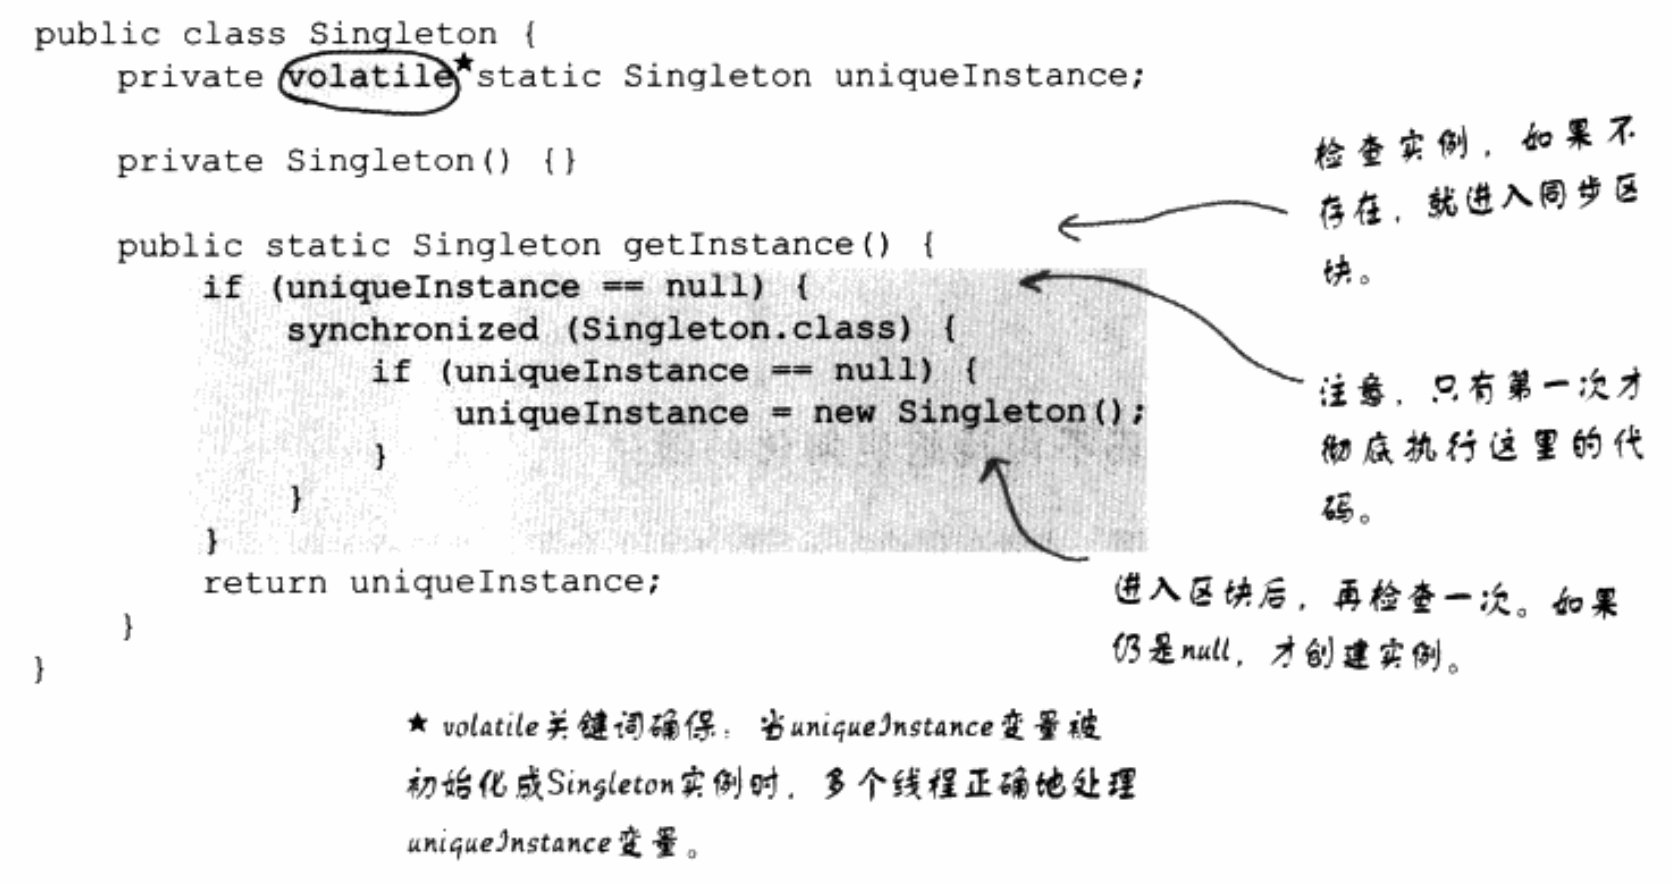 public class Singleton {
private volatile★ static Singleton uniqueInstance;
private Singleton() {}
public static Singleton getInstance() {
if (uniqueInstance == null) {
synchronized (Singleton.class) {
if (uniqueInstance == null) {
uniqueInstance = new Singleton();
}
}
}
return uniqueInstance;
}
}
检查实例，如果不
存在，就进入同步区
块。
注意，只有第一次才
彻底执行这里的代
码。
进入区块后，再检查一次。如果
仍是null，才创建实例。
★ volatile关键词确保：当uniqueInstance变量被
初始化成Singleton实例时，多个线程正确地处理
uniqueInstance变量。